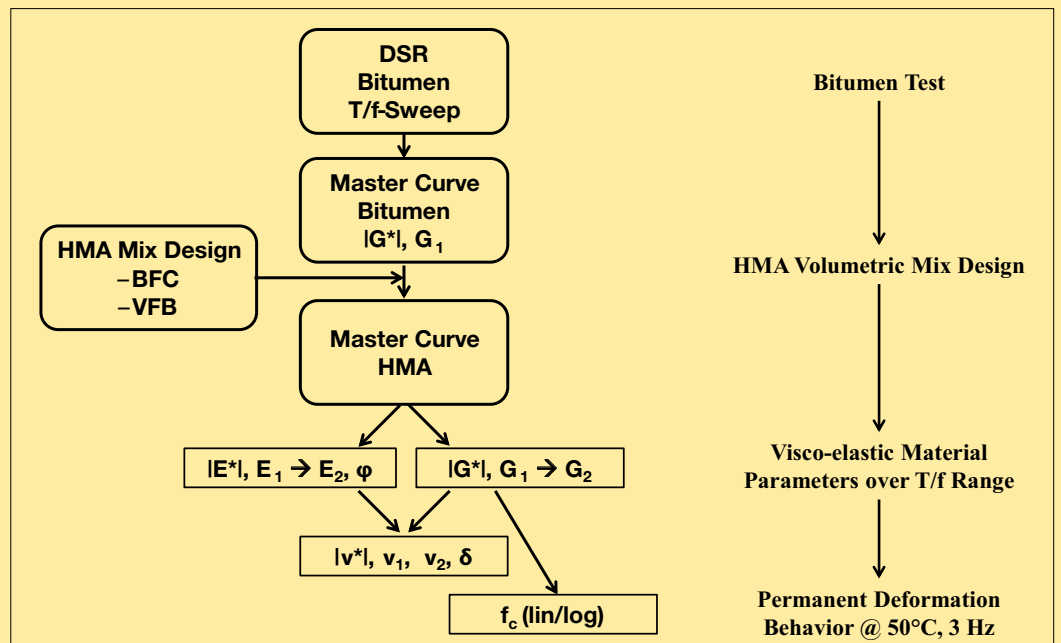 DSR
Bitumen
T/f-Sweep
Master Curve
Bitumen
|G*|, G₁
HMA Mix Design
–BFC
–VFB
Master Curve
HMA
|E*|, E₁ → E₂, φ
|G*|, G₁ → G₂
|v*|, v₁, v₂, δ
f꜀ (lin/log)
Bitumen Test
HMA Volumetric Mix Design
Visco-elastic Material
Parameters over T/f Range
Permanent Deformation
Behavior @ 50°C, 3 Hz